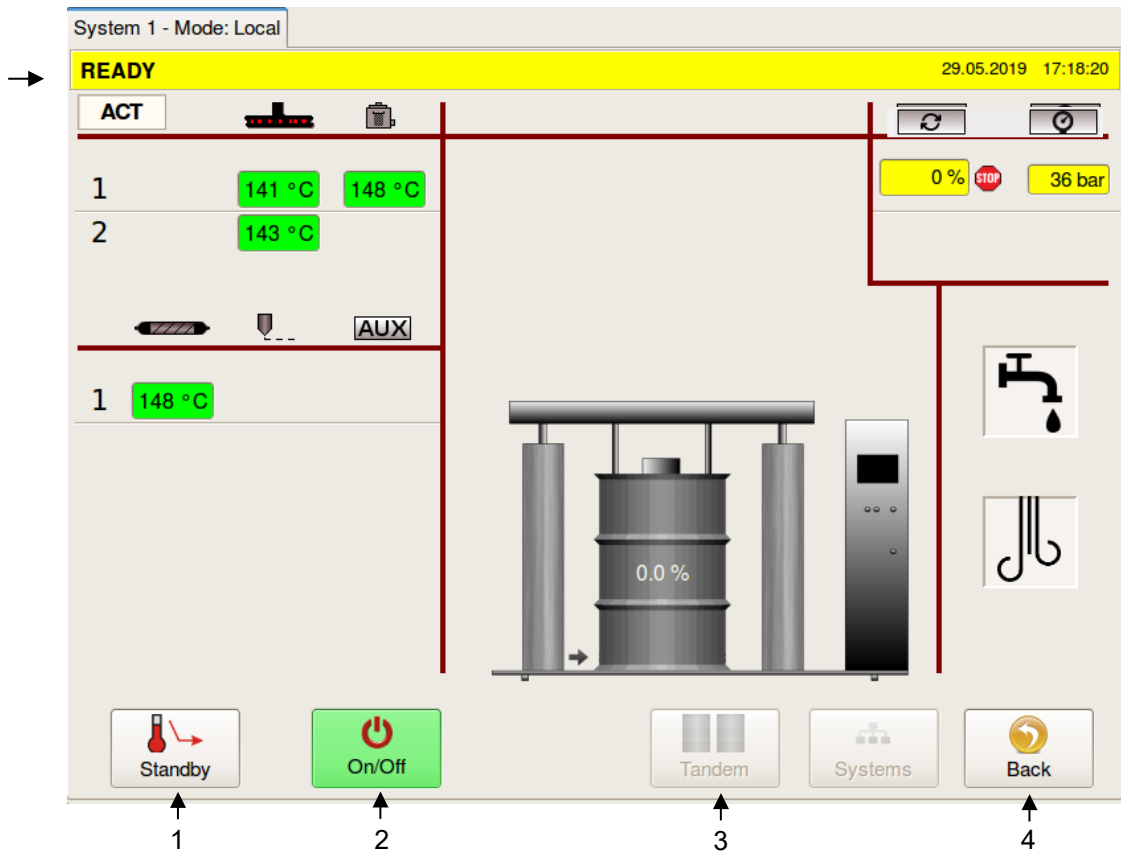 System 1 - Mode: Local
READY 29.05.2019 17:18:20
ACT
1 141 °C 148 °C 0 % STOP 36 bar
2 143 °C
AUX
1 148 °C
0.0 %
Standby On/Off Tandem Systems Back
1 2 3 4